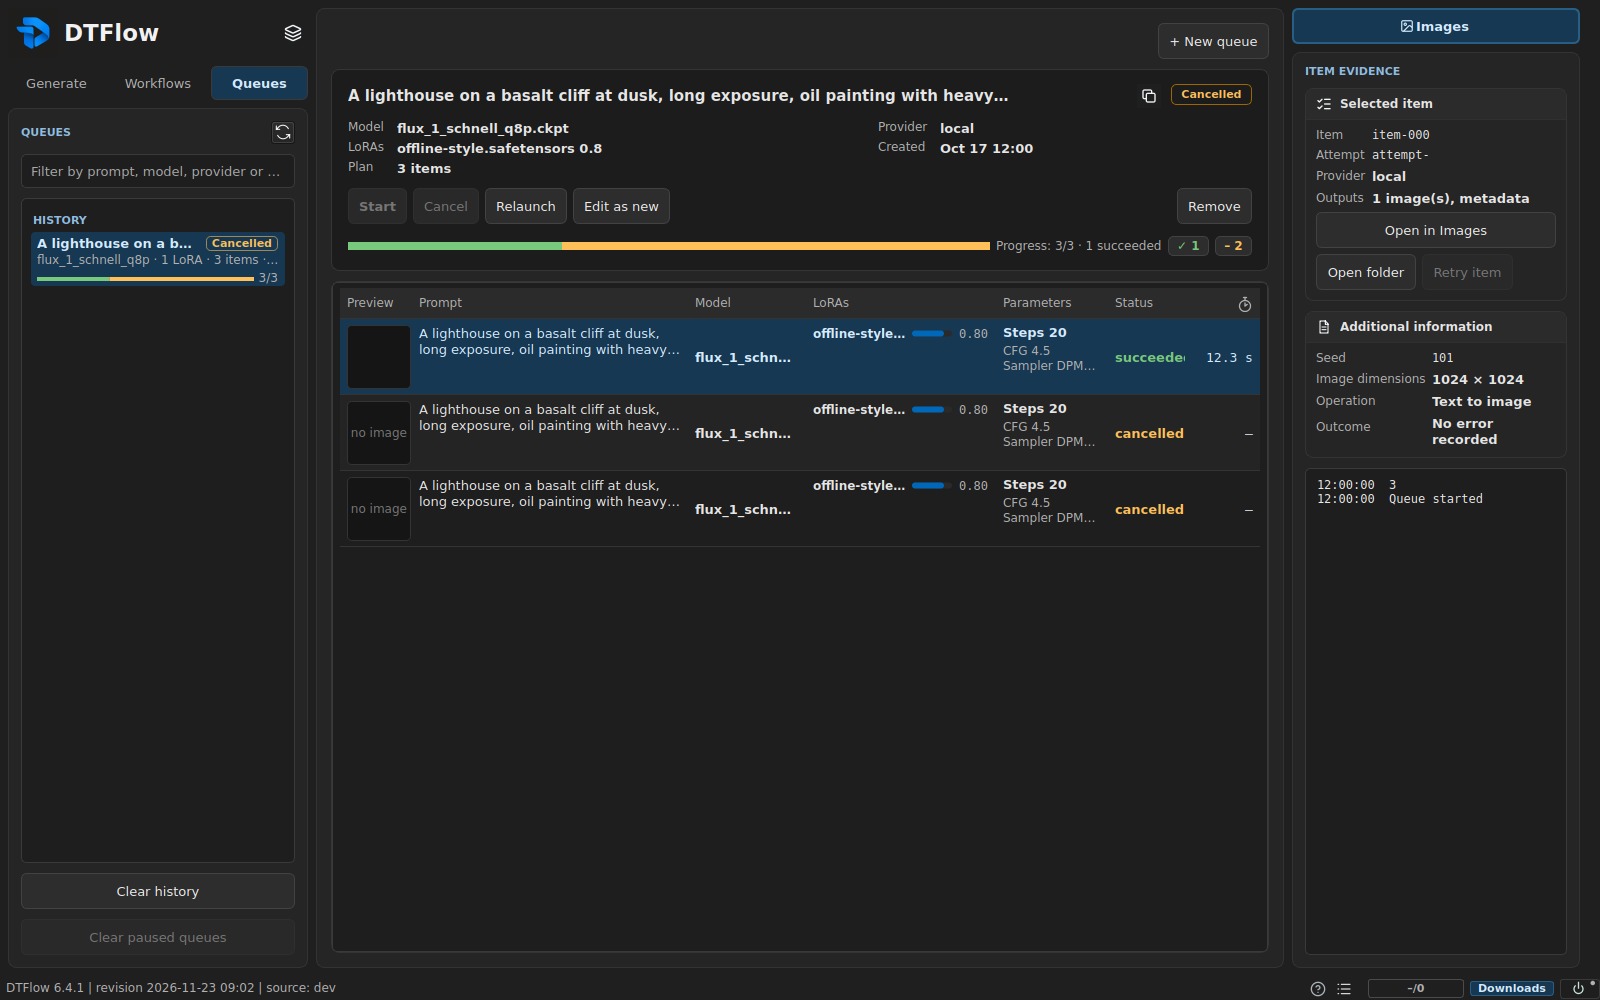 DTFlow
Generate
Workflows
Queues
QUEUES
Filter by prompt, model, provider or ...
HISTORY
A lighthouse on a b... Cancelled
flux_1_schnell_q8p · 1 LoRA · 3 items ·...
3/3
Clear history
Clear paused queues
+ New queue
A lighthouse on a basalt cliff at dusk, long exposure, oil painting with heavy...
Cancelled
Model flux_1_schnell_q8p.ckpt
Provider local
LoRAs offline-style.safetensors 0.8
Created Oct 17 12:00
Plan 3 items
Start
Cancel
Relaunch
Edit as new
Remove
Progress: 3/3 · 1 succeeded ✓ 1 – 2
Preview Prompt Model LoRAs Parameters Status
A lighthouse on a basalt cliff at dusk,
long exposure, oil painting with heavy...
flux_1_schn...
offline-style... 0.80
Steps 20
CFG 4.5
Sampler DPM...
succeeded
12.3 s
no image
A lighthouse on a basalt cliff at dusk,
long exposure, oil painting with heavy...
flux_1_schn...
offline-style... 0.80
Steps 20
CFG 4.5
Sampler DPM...
cancelled
–
no image
A lighthouse on a basalt cliff at dusk,
long exposure, oil painting with heavy...
flux_1_schn...
offline-style... 0.80
Steps 20
CFG 4.5
Sampler DPM...
cancelled
–
Images
ITEM EVIDENCE
Selected item
Item item-000
Attempt attempt-
Provider local
Outputs 1 image(s), metadata
Open in Images
Open folder
Retry item
Additional information
Seed 101
Image dimensions 1024 × 1024
Operation Text to image
Outcome No error
recorded
12:00:00 3
12:00:00 Queue started
DTFlow 6.4.1 | revision 2026-11-23 09:02 | source: dev
–/0
Downloads